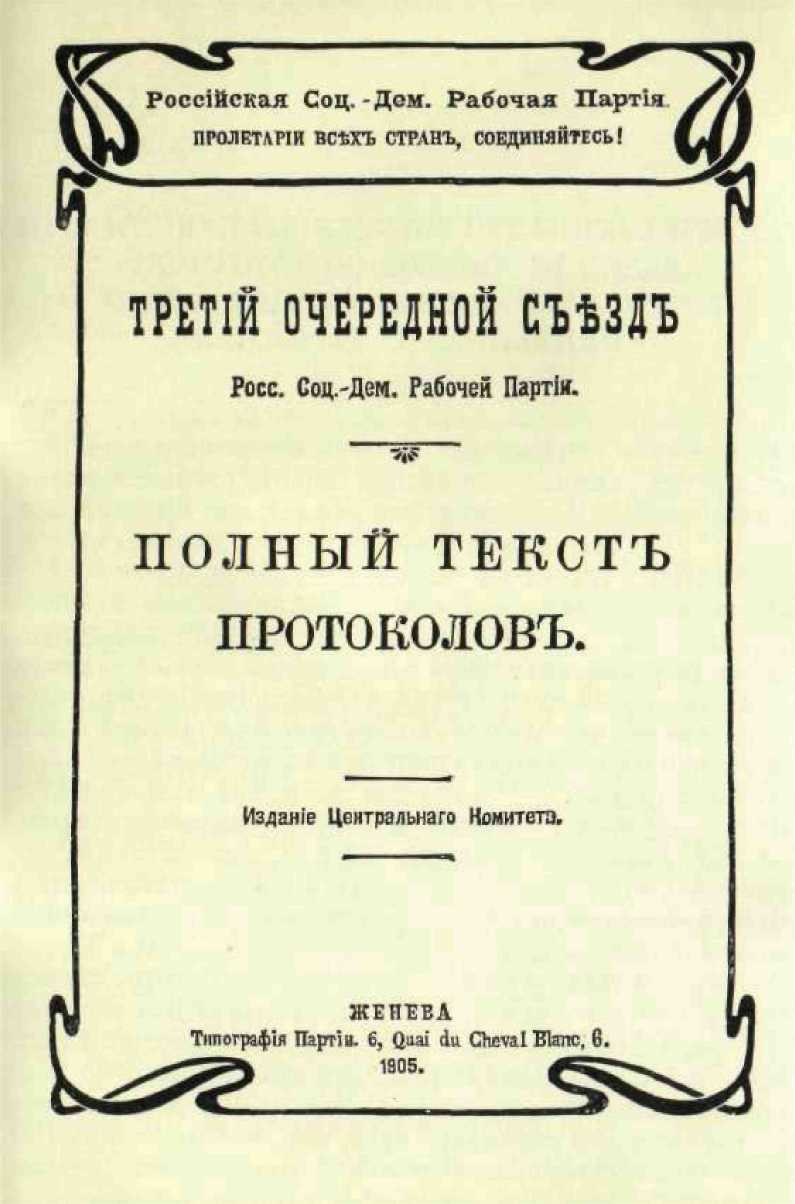 Россійская Соц.-Дем. Рабочая Партія.
ПРОЛЕТАРІИ ВСѢХЪ СТРАНЪ, СОЕДИНЯЙТЕСЬ!
ТРЕТІЙ ОЧЕРЕДНОЙ СЪѢЗДЪ
Росс. Соц.-Дем. Рабочей Партіи.
ПОЛНЫЙ ТЕКСТЪ
ПРОТОКОЛОВЪ.
Изданіе Центральнаго Комитета.
ЖЕНЕВА
Типографія Партіи. 6, Quai du Cheval Blanc, 6.
1905.